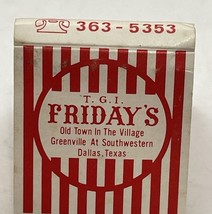 363-5353
T.G.I.
FRIDAY'S
Old Town In The Village
Greenville At Southwestern
Dallas, Texas